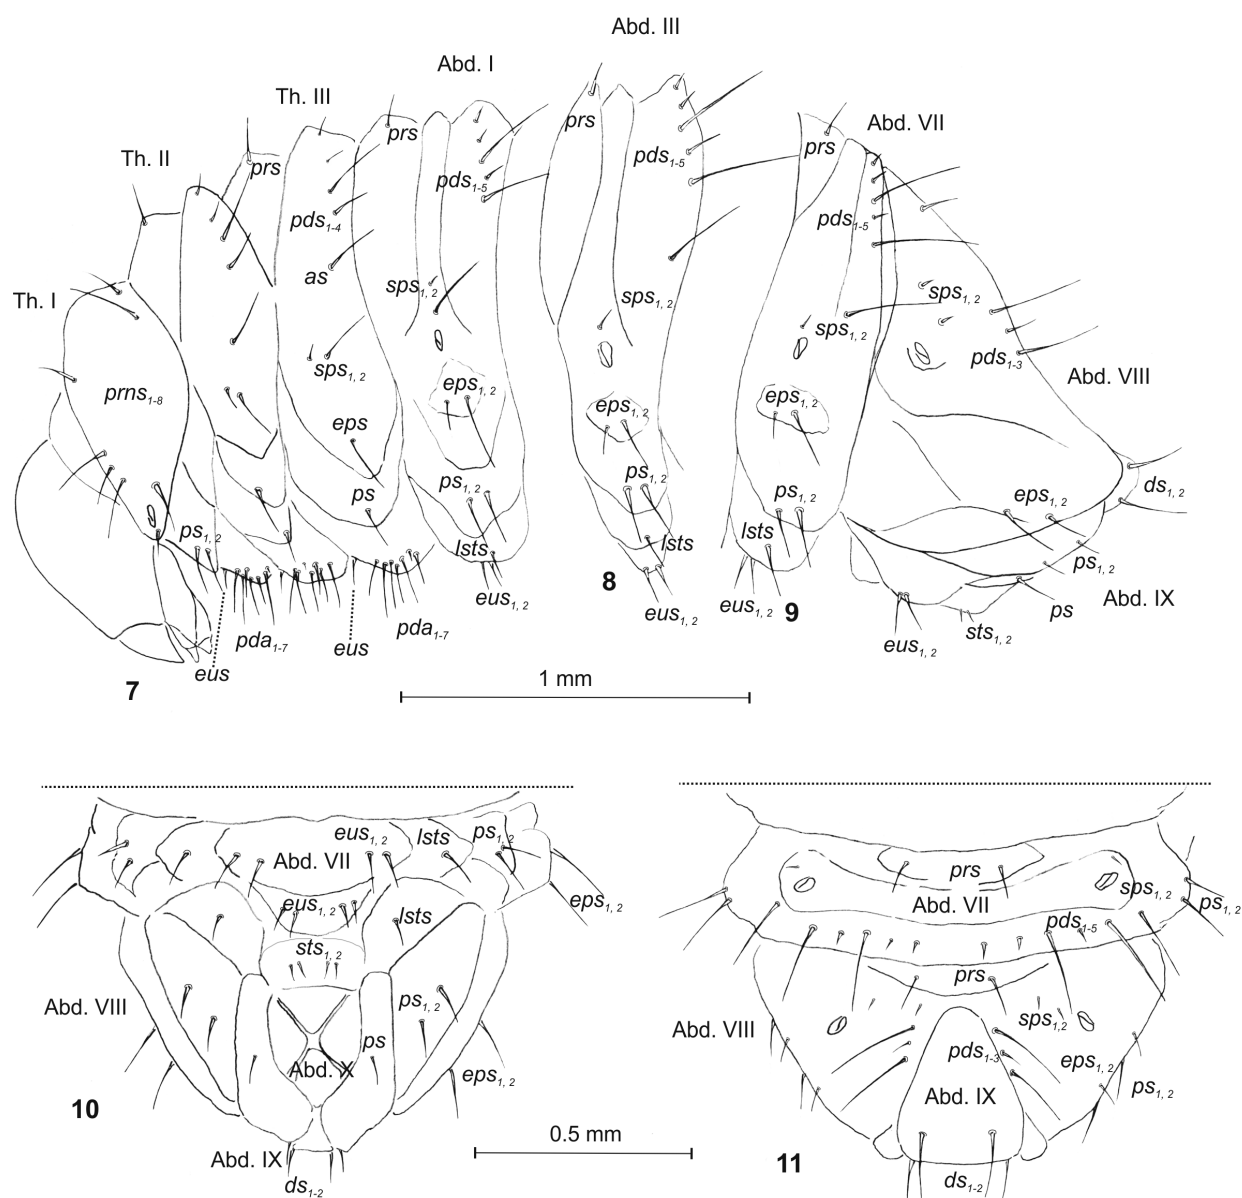 Abd. III
Abd. I
Th. III
Abd. VII
Th. II
prs
prs
prs
prs
pds1-5
pds1-5
pds1-4
pds1-5
Th. I
as
sps1, 2
sps1, 2
sps1, 2
sps1, 2
sps1, 2
pds1-3
Abd. VIII
prns1-8
eps1, 2
eps1, 2
eps1, 2
eps
ps1, 2
ps1, 2
ps1, 2
ps
eps1, 2
ds1, 2
ps1, 2
lsts
lsts
lsts
ps1, 2
8
eus1, 2
eus1, 2
eus1, 2
9
ps
Abd. IX
pda1-7
pda1-7
sts1, 2
eus
eus
eus1, 2
7
1 mm
eus1, 2
lsts
ps1, 2
Abd. VII
eus1, 2
eps1, 2
lsts
sts1, 2
Abd. VIII
ps1, 2
ps
Abd. X
eps1, 2
10
Abd. IX
ds1-2
0.5 mm
prs
sps1, 2
Abd. VII
ps1, 2
pds1-5
prs
sps1,2
Abd. VIII
pds1-3
eps1, 2
ps1, 2
Abd. IX
11
ds1-2